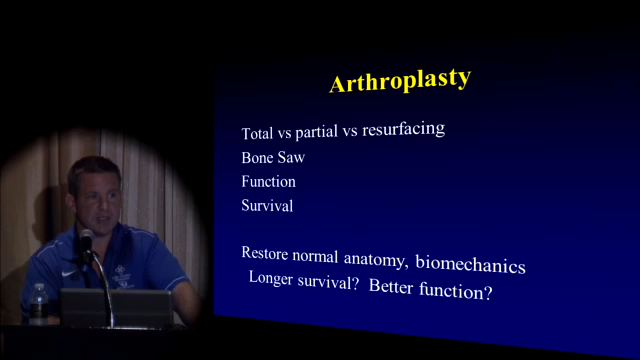 Arthroplasty
Total vs partial vs resurfacing
Bone Saw
Function
Survival
Restore normal anatomy, biomechanics
Longer survival? Better function?